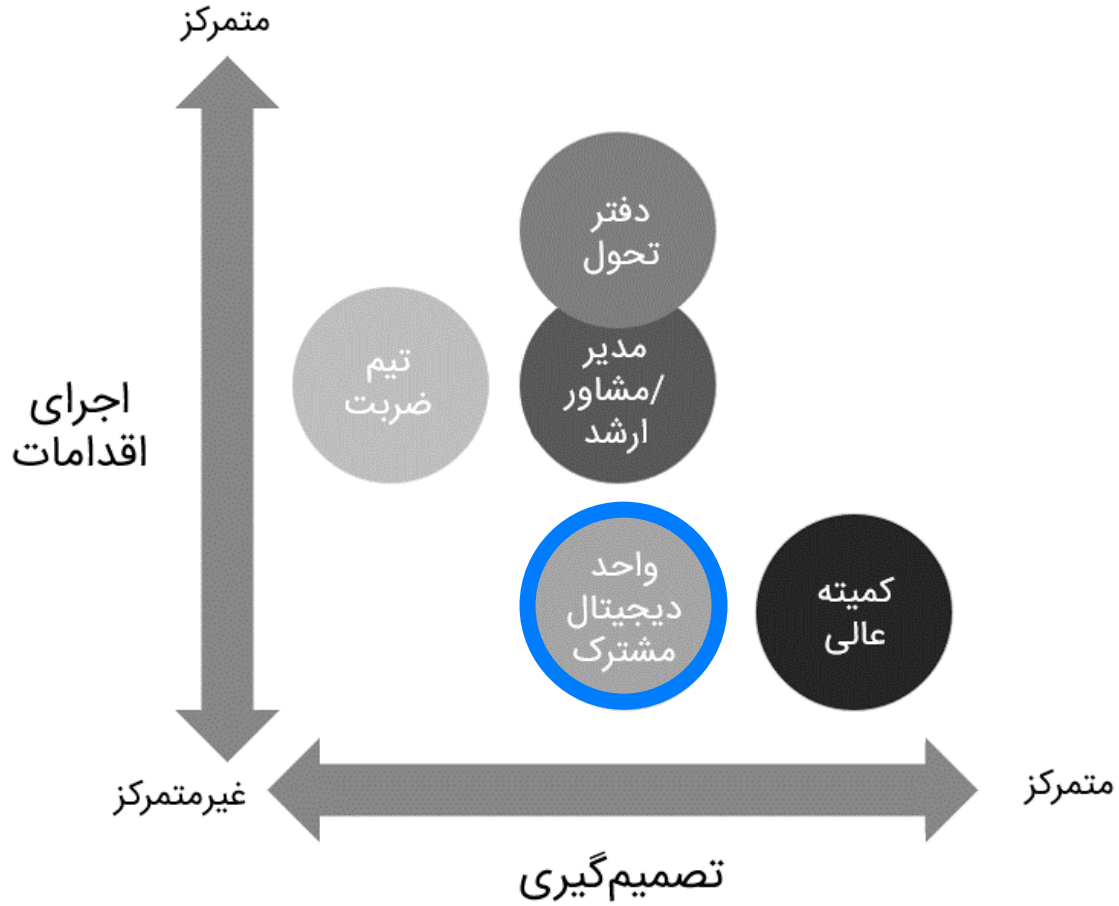 متمرکز
دفتر
تحول
تیم
ضربت
مدیر
/مشاور
ارشد
اجرای
اقدامات
واحد
دیجیتال
مشترک
کمیته
عالی
غیرمتمرکز
متمرکز
تصمیم‌گیری